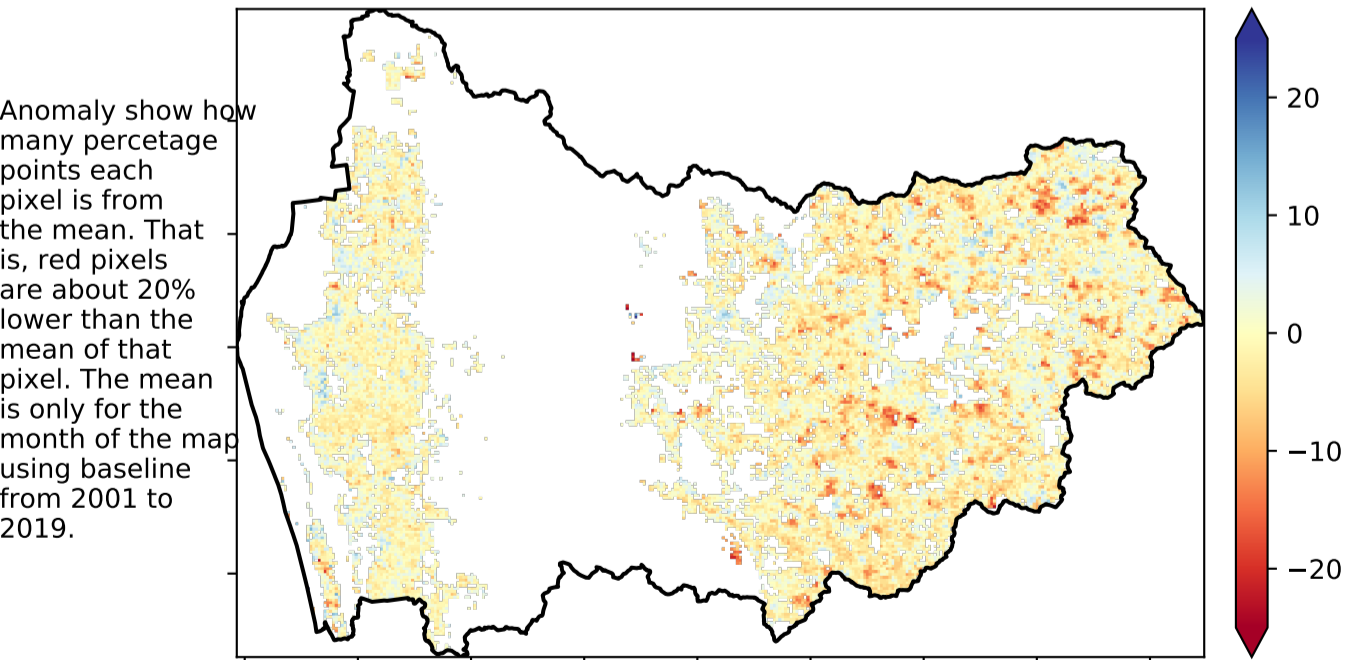 Anomaly show how
many percetage
points each
pixel is from
the mean. That
is, red pixels
are about 20%
lower than the
mean of that
pixel. The mean
is only for the
month of the map
using baseline
from 2001 to
2019.
20
10
0
−10
−20